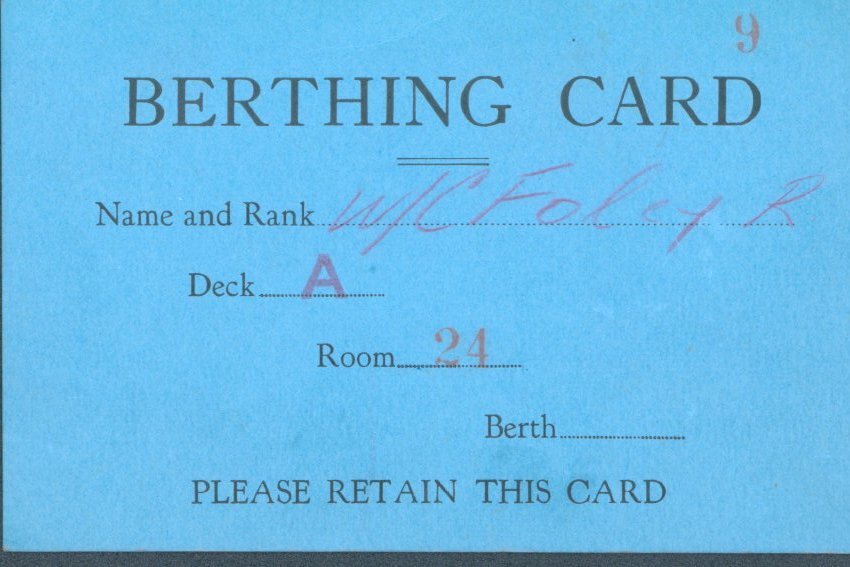 9
BERTHING CARD
Name and Rank W/C Foley R
Deck A
Room 24
Berth
PLEASE RETAIN THIS CARD